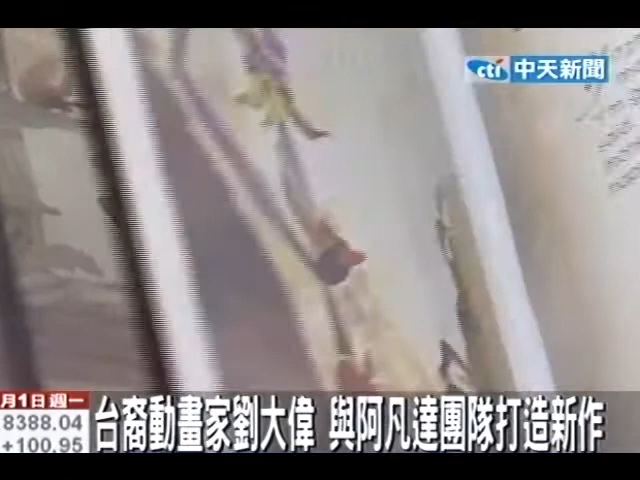 cti 中天新聞
月1日週一
8388.04
+100.95
台裔動畫家劉大偉 與阿凡達團隊打造新作